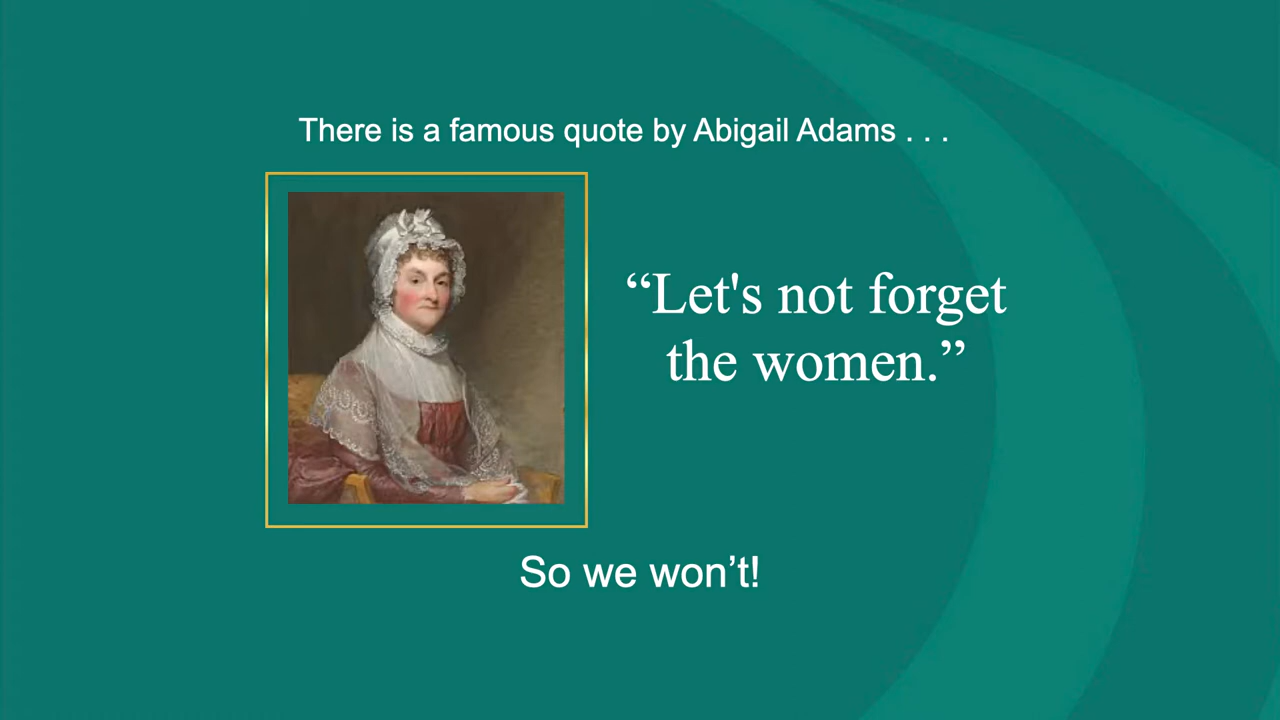 There is a famous quote by Abigail Adams . . .
“Let's not forget
the women.”
So we won’t!